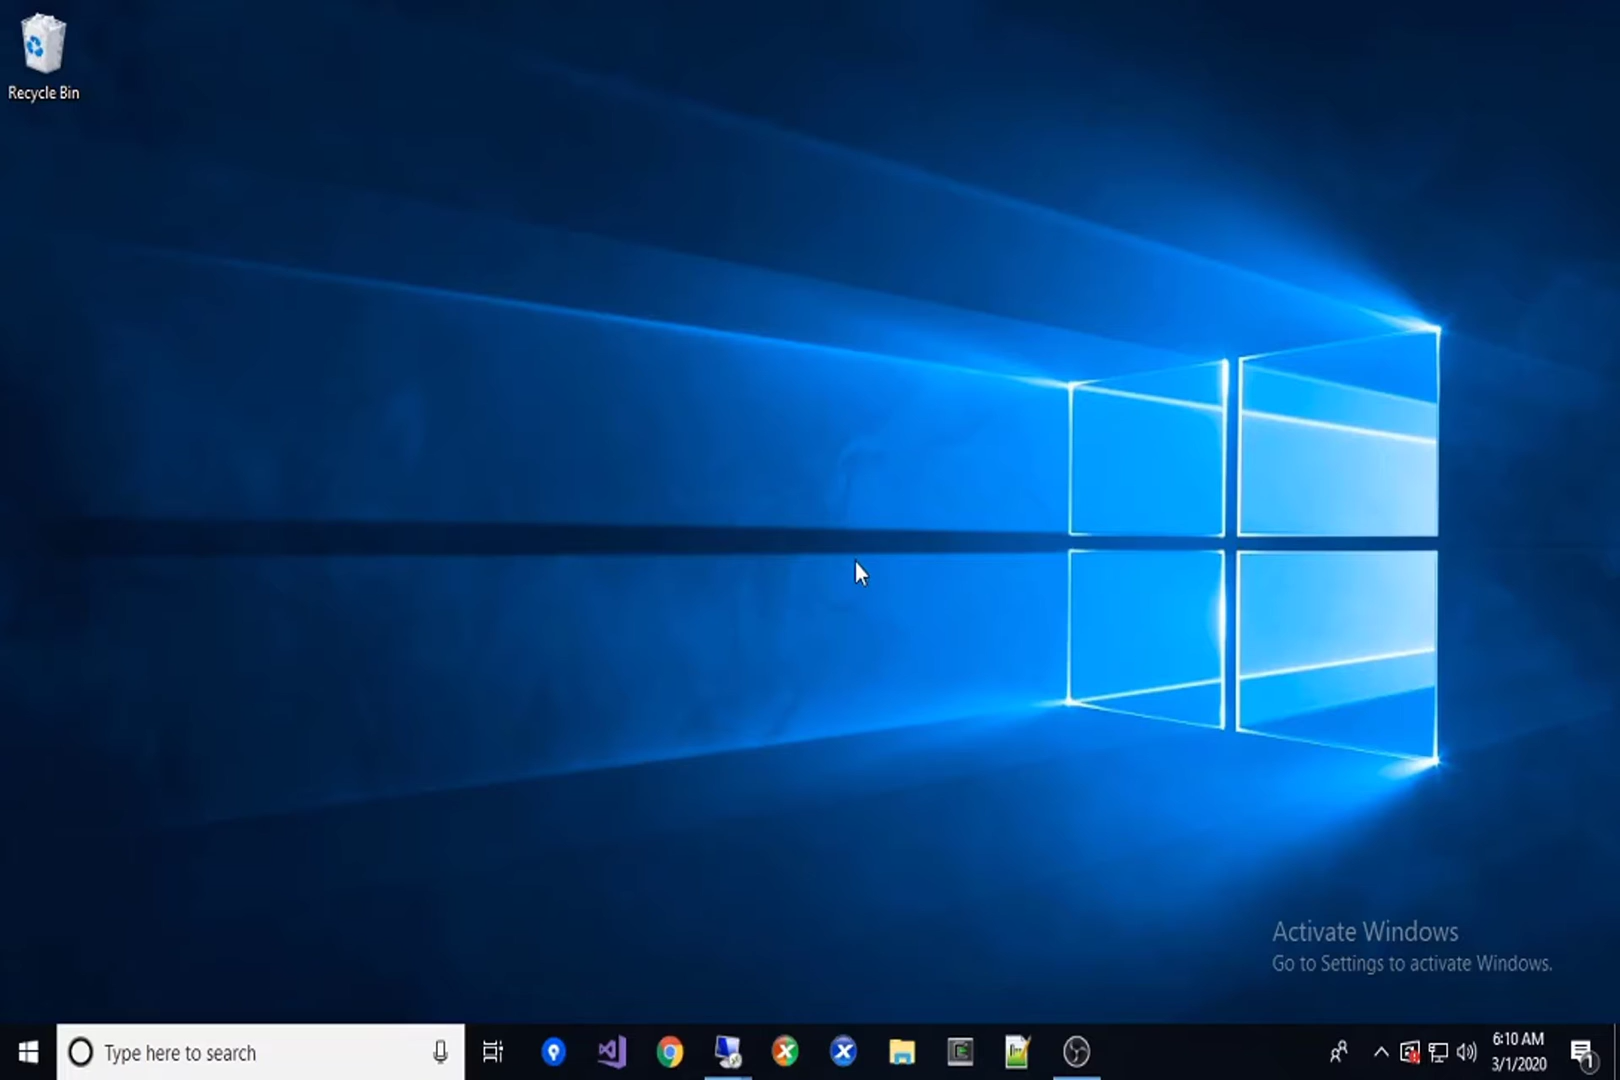 Recycle Bin
Activate Windows
Go to Settings to activate Windows.
Type here to search
6:10 AM
3/1/2020
1